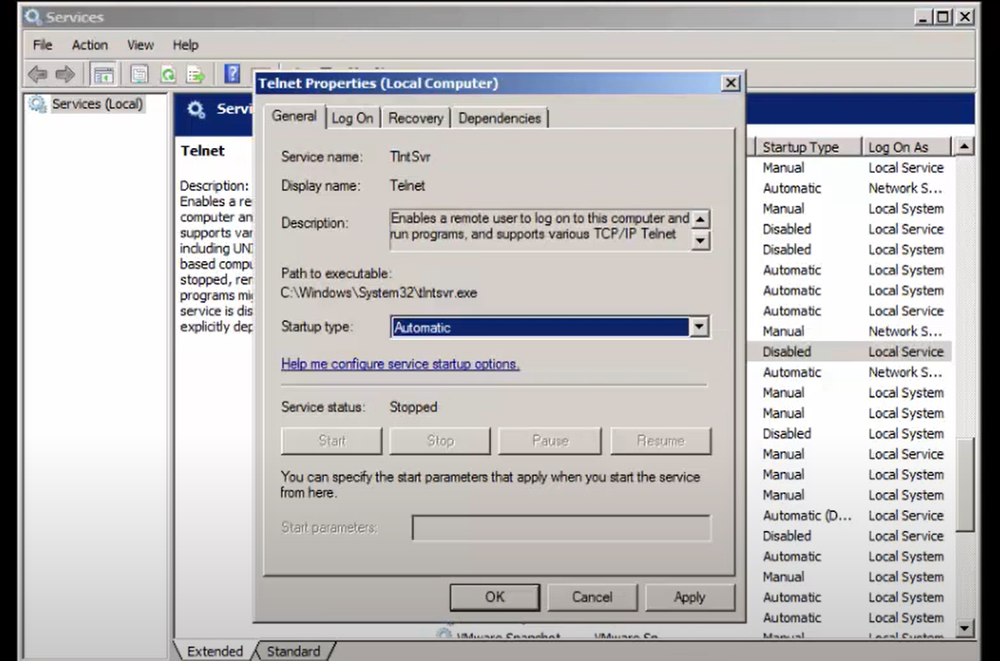 Services
File Action View Help
Services (Local)
Servi
Telnet
Description:
Enables a re
computer an
supports var
including UNI
based compu
stopped, rer
programs mi
service is dis
explicitly dep
Telnet Properties (Local Computer)
General Log On Recovery Dependencies
Service name: TlntSvr
Display name: Telnet
Description: Enables a remote user to log on to this computer and
run programs, and supports various TCP/IP Telnet
Path to executable:
C:\Windows\System32\tlntsvr.exe
Startup type: Automatic
Help me configure service startup options.
Service status: Stopped
Start Stop Pause Resume
You can specify the start parameters that apply when you start the service
from here.
Start parameters:
OK Cancel Apply
Startup Type Log On As
Manual Local Service
Automatic Network S...
Manual Local System
Disabled Local Service
Disabled Local System
Automatic Local System
Automatic Local System
Automatic Local Service
Manual Network S...
Disabled Local Service
Automatic Network S...
Manual Local System
Manual Local System
Disabled Local System
Manual Local Service
Manual Local System
Manual Local System
Automatic (D... Local Service
Disabled Local Service
Automatic Local System
Manual Local System
Automatic Local System
Automatic Local System
Manual Local System
VMware Snapshot VMware Sn
Extended Standard